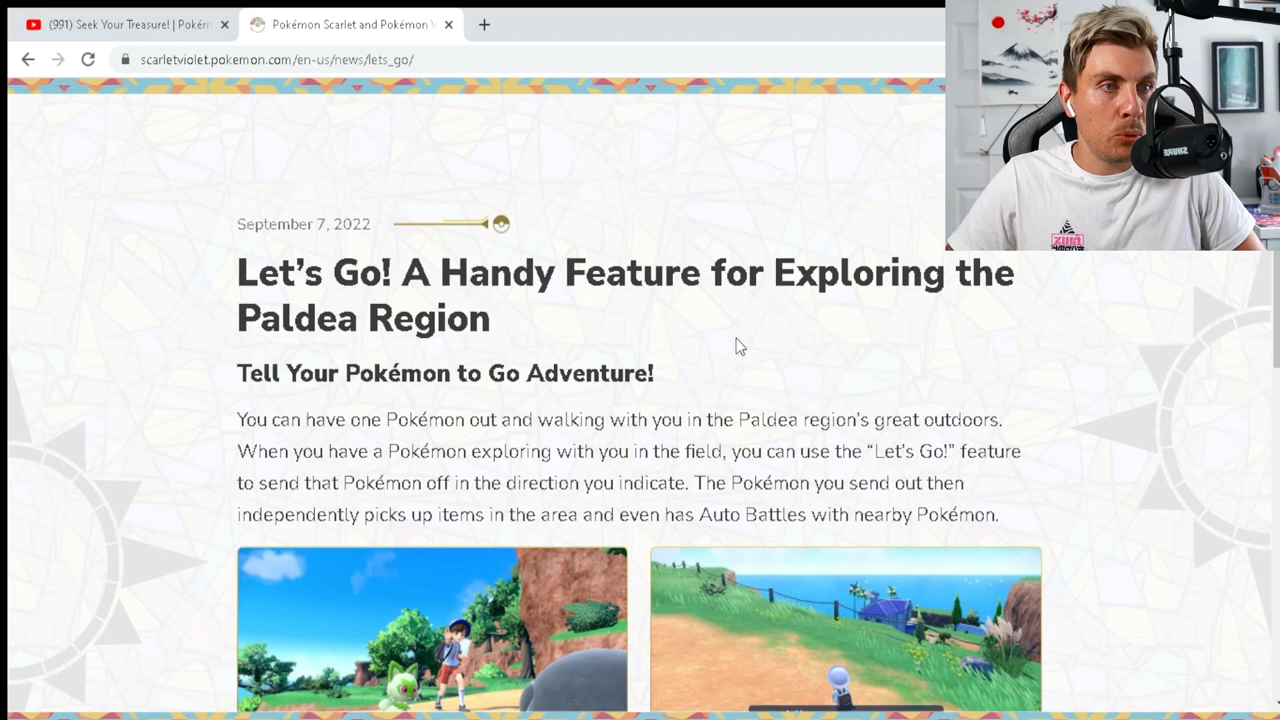 (991) Seek Your Treasure! | Pokém
Pokémon Scarlet and Pokémon V
scarletviolet.pokemon.com/en-us/news/lets_go/
SHURE
September 7, 2022
Let's Go! A Handy Feature for Exploring the
Paldea Region
Tell Your Pokémon to Go Adventure!
You can have one Pokémon out and walking with you in the Paldea region's great outdoors.
When you have a Pokémon exploring with you in the field, you can use the “Let's Go!” feature
to send that Pokémon off in the direction you indicate. The Pokémon you send out then
independently picks up items in the area and even has Auto Battles with nearby Pokémon.